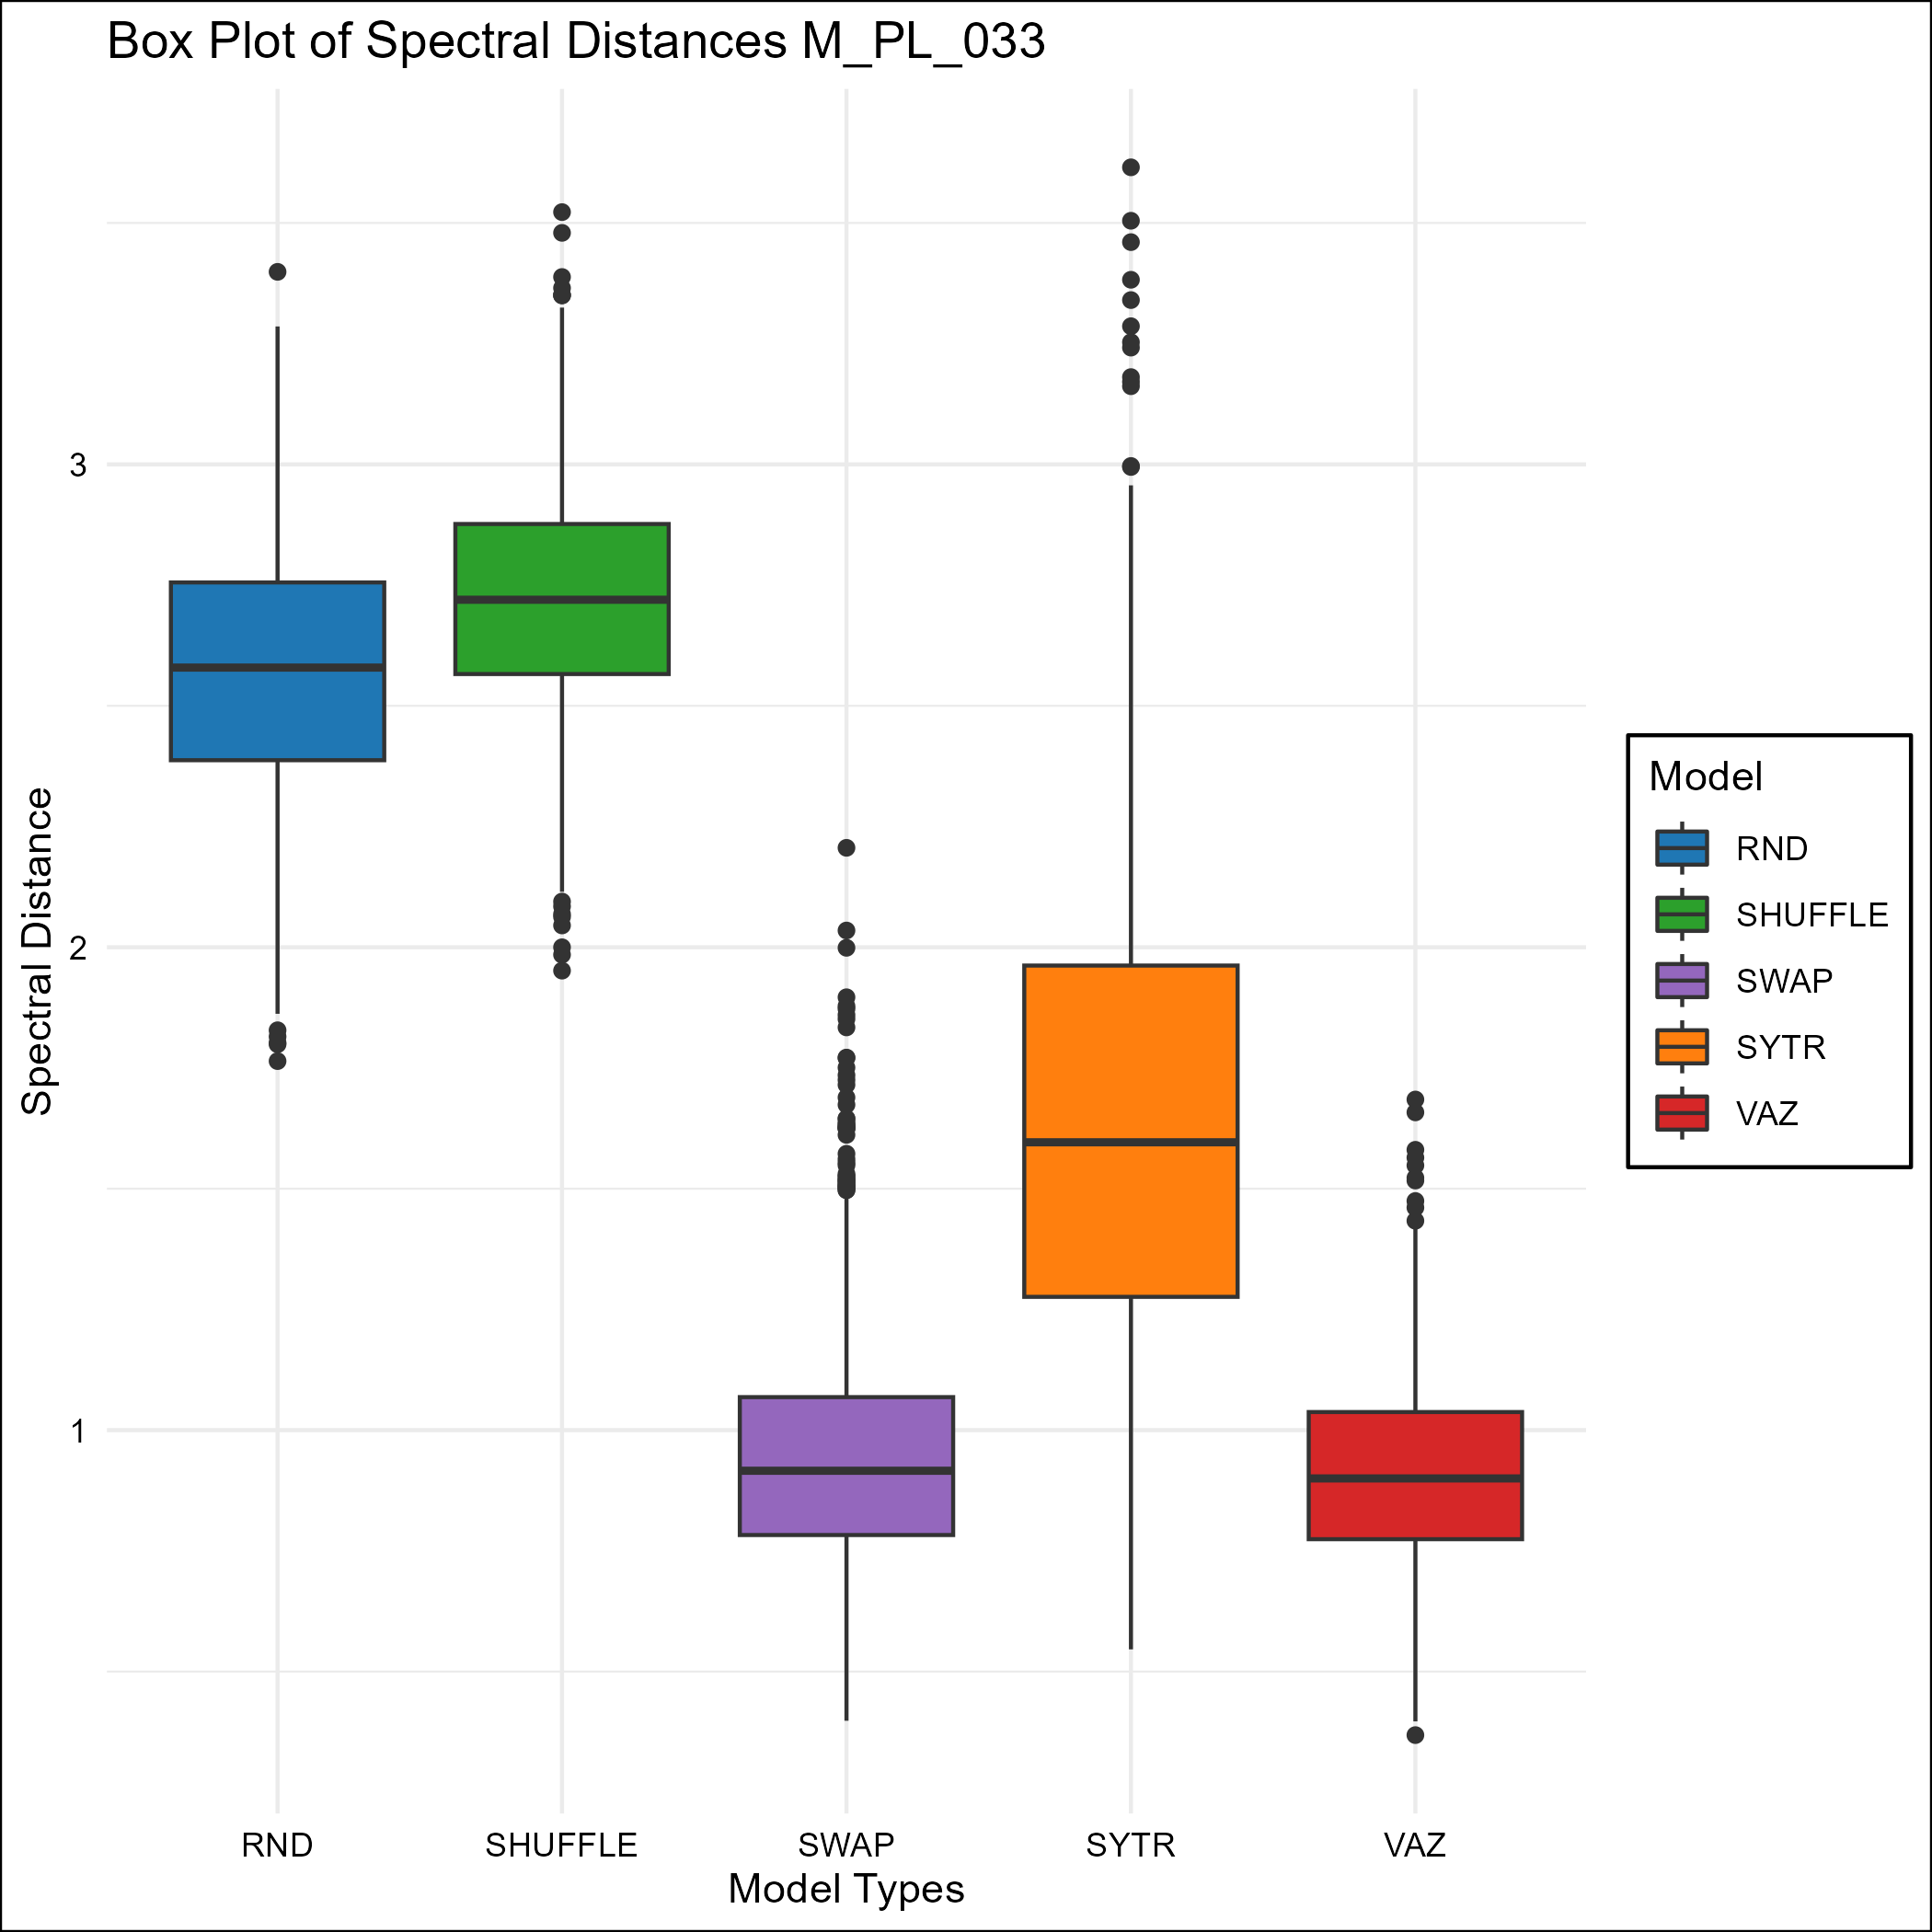 Box Plot of Spectral Distances M_PL_033
Spectral Distance
3
2
1
RND
SHUFFLE
SWAP
SYTR
VAZ
Model Types
Model
RND
SHUFFLE
SWAP
SYTR
VAZ